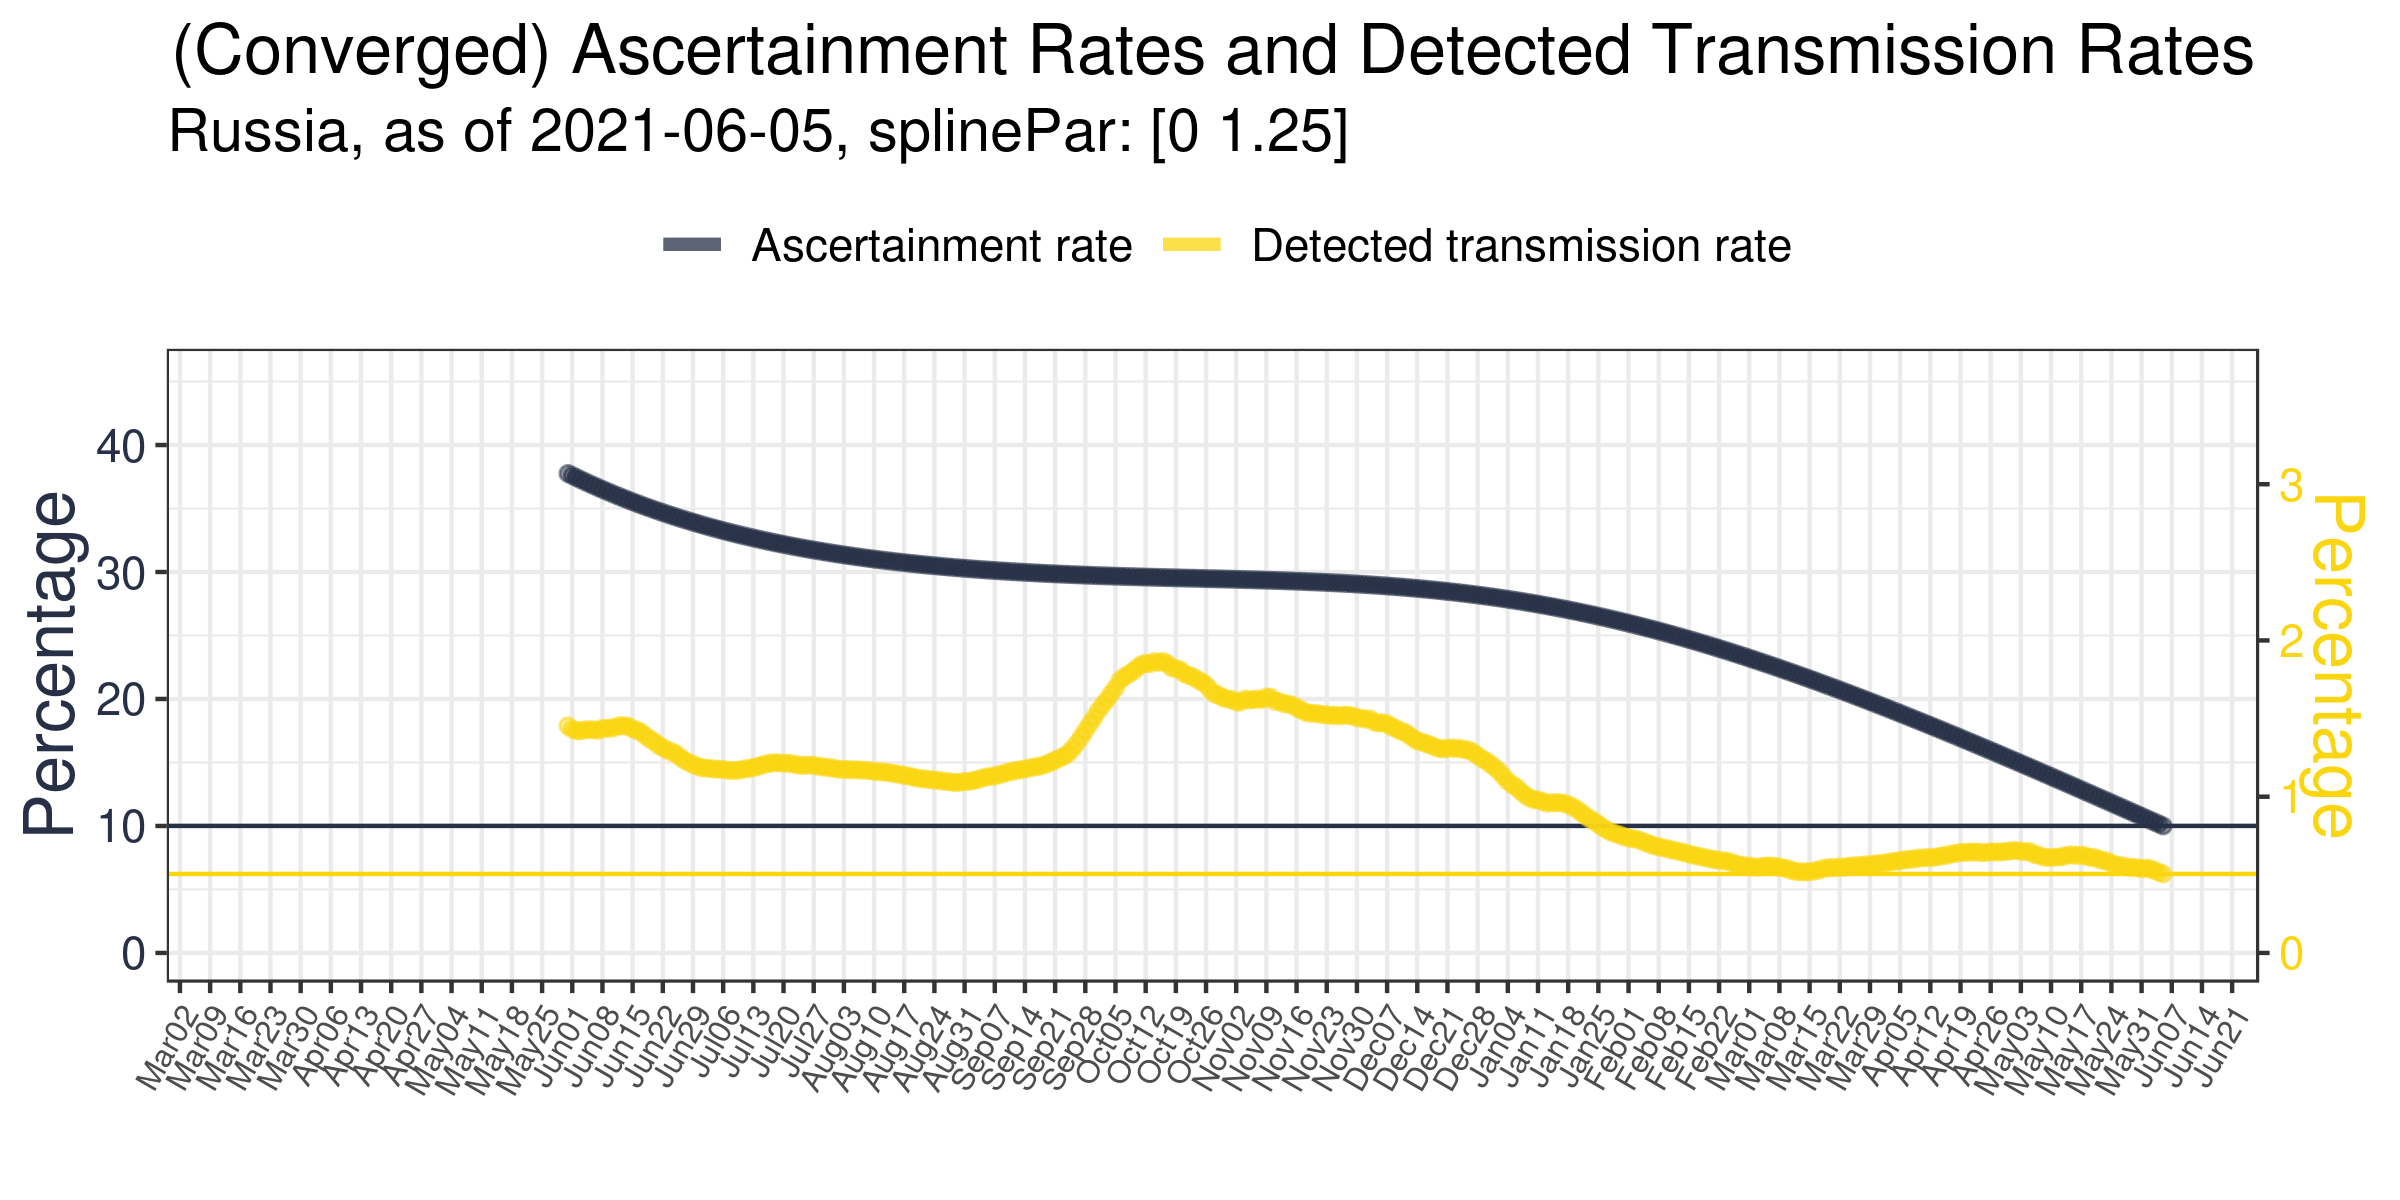 (Converged) Ascertainment Rates and Detected Transmission Rates
Russia, as of 2021-06-05, splinePar: [0 1.25]
Ascertainment rate
Detected transmission rate
Percentage
40
30
20
10
0
3
2
1
0
Percentage
Mar02
Mar09
Mar16
Mar23
Mar30
Apr06
Apr13
Apr20
Apr27
May04
May11
May18
May25
Jun01
Jun08
Jun15
Jun22
Jun29
Jul06
Jul13
Jul20
Jul27
Aug03
Aug10
Aug17
Aug24
Aug31
Sep07
Sep14
Sep21
Sep28
Oct05
Oct12
Oct19
Oct26
Nov02
Nov09
Nov16
Nov23
Nov30
Dec07
Dec14
Dec21
Dec28
Jan04
Jan11
Jan18
Jan25
Feb01
Feb08
Feb15
Feb22
Mar01
Mar08
Mar15
Mar22
Mar29
Apr05
Apr12
Apr19
Apr26
May03
May10
May17
May24
May31
Jun07
Jun14
Jun21